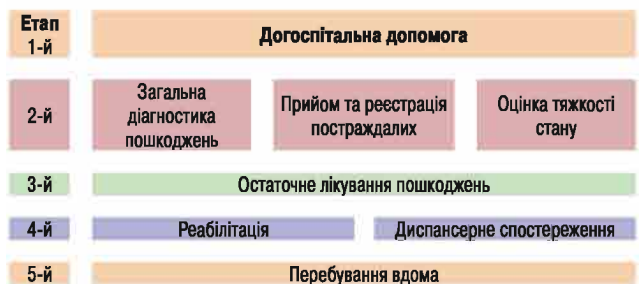 Етап
1-й
Догоспітальна допомога
2-й
Загальна
діагностика
пошкоджень
Прийом та реєстрація
постраждалих
Оцінка тяжкості
стану
3-й
Остаточне лікування пошкоджень
4-й
Реабілітація
Диспансерне спостереження
5-й
Перебування вдома